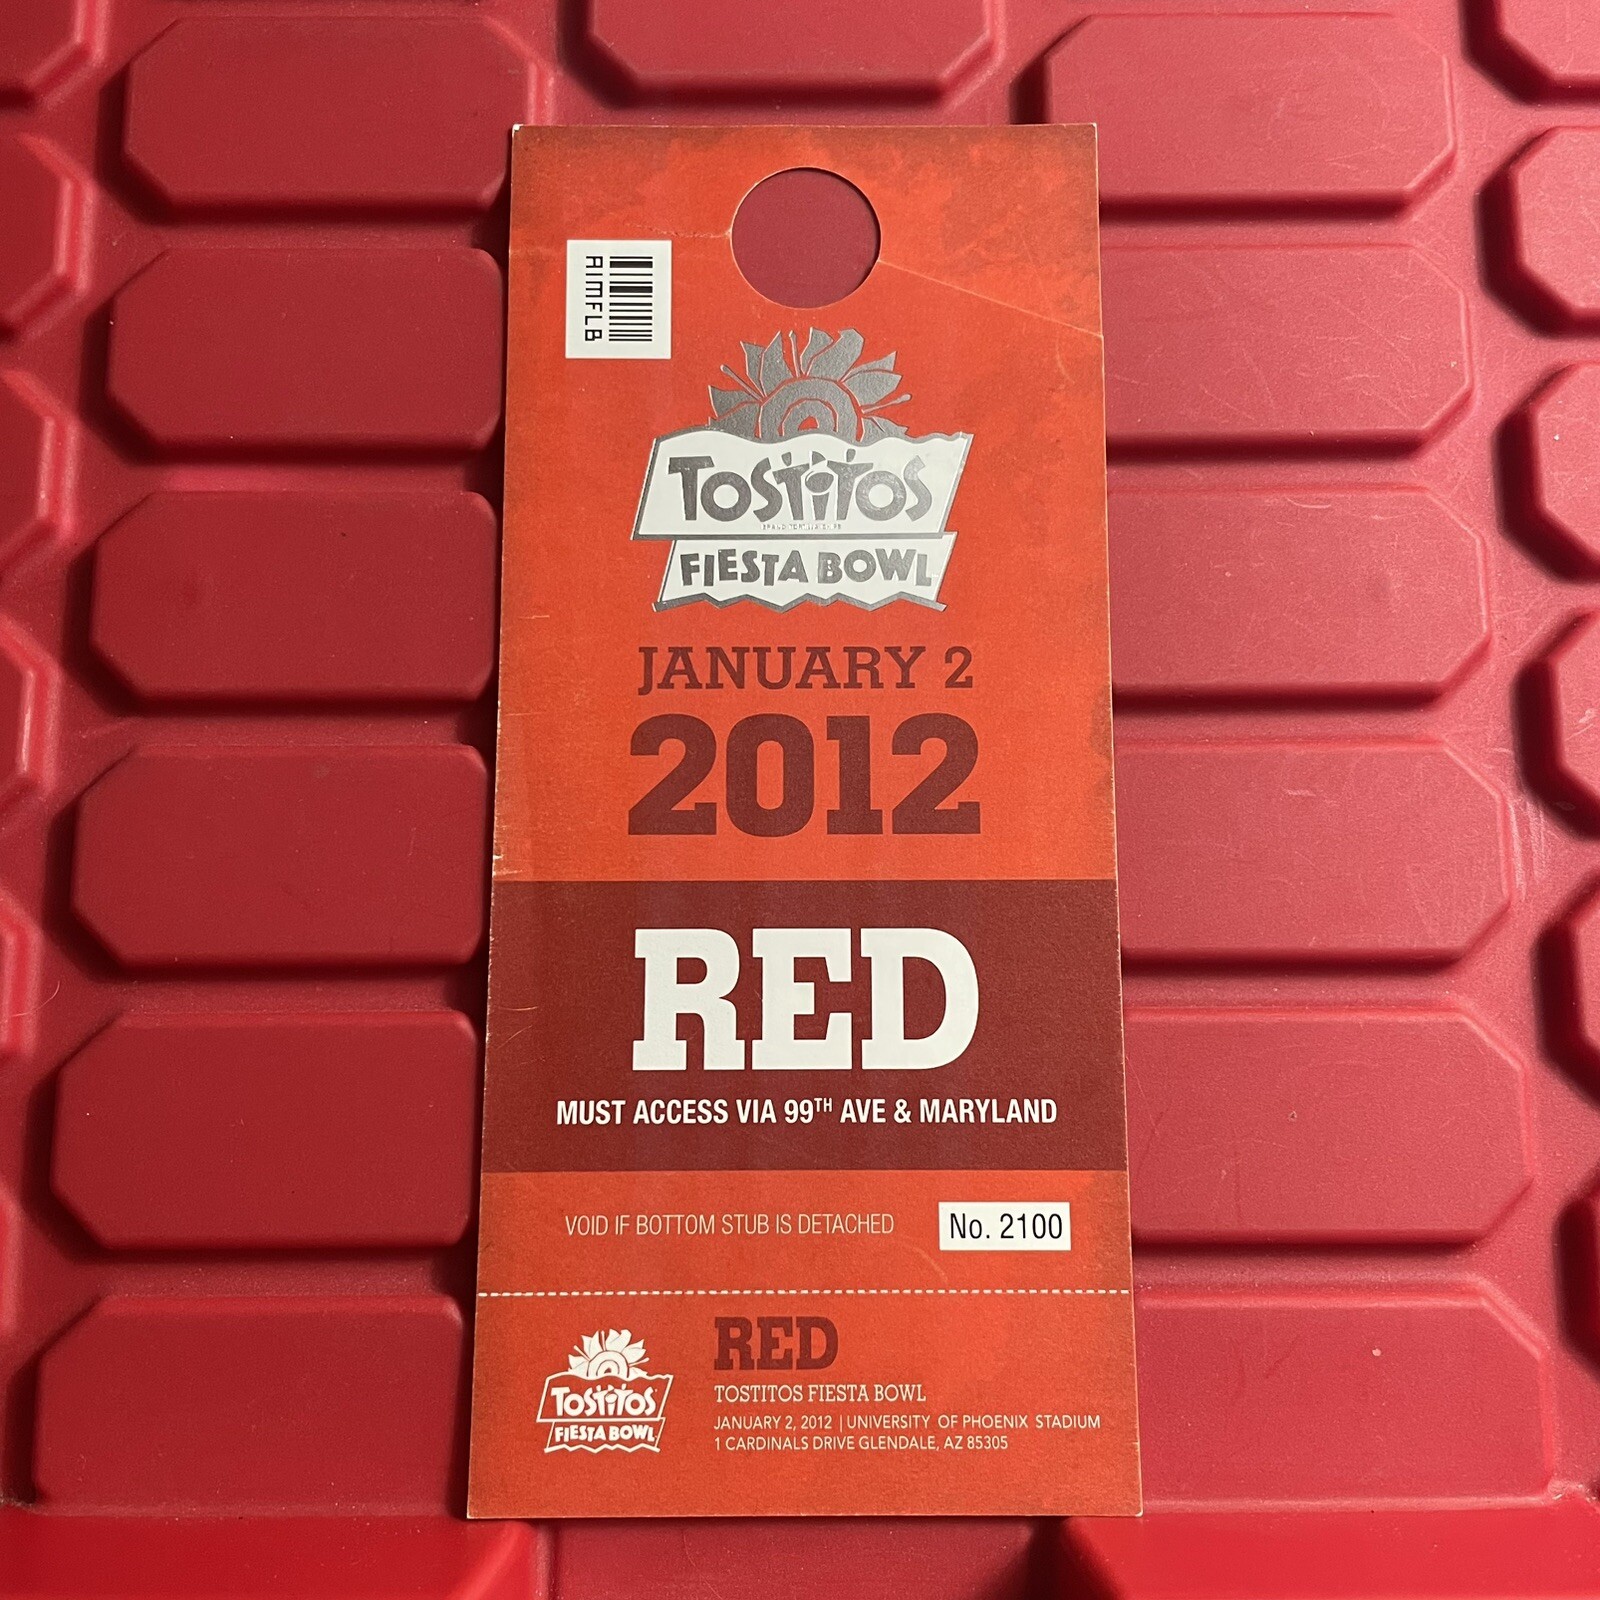 AIMFLB
TOSTITOS
FIESTA BOWL
JANUARY 2
2012
RED
MUST ACCESS VIA 99TH AVE & MARYLAND
VOID IF BOTTOM STUB IS DETACHED
No. 2100
TOSTITOS
FIESTA BOWL
RED
TOSTITOS FIESTA BOWL
JANUARY 2, 2012 | UNIVERSITY OF PHOENIX STADIUM
1 CARDINALS DRIVE GLENDALE, AZ 85305